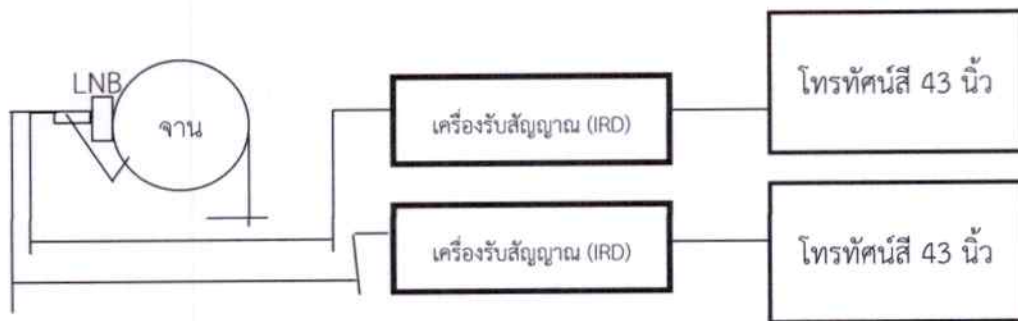 LNB
จาน
เครื่องรับสัญญาณ (IRD)
โทรทัศน์สี 43 นิ้ว
เครื่องรับสัญญาณ (IRD)
โทรทัศน์สี 43 นิ้ว